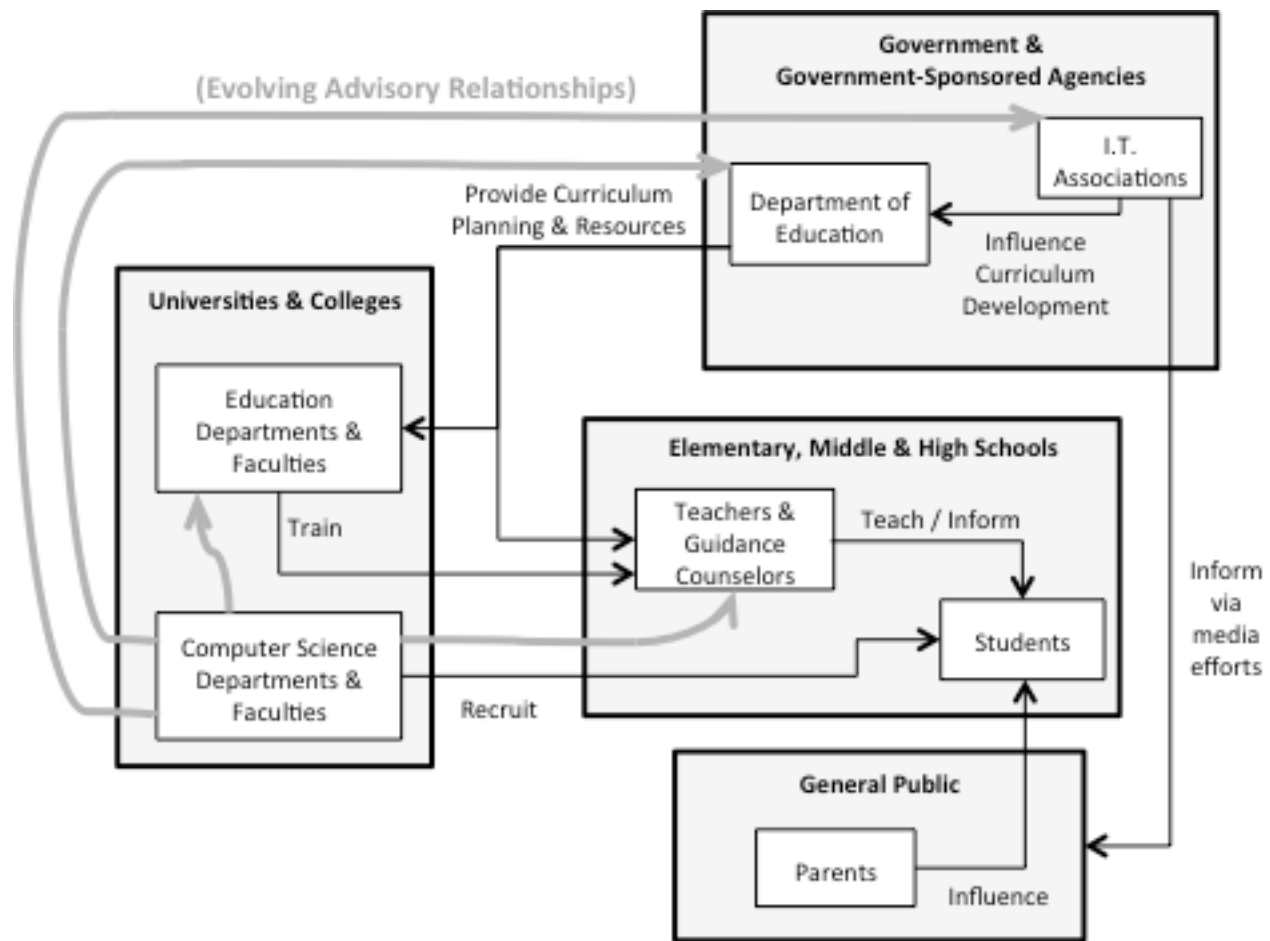 Government &
Government-Sponsored Agencies
(Evolving Advisory Relationships)
I.T.
Associations
Provide Curriculum
Planning & Resources
Department of
Education
Influence
Curriculum
Development
Universities & Colleges
Education
Departments &
Faculties
Train
Computer Science
Departments &
Faculties
Recruit
Elementary, Middle & High Schools
Teachers &
Guidance
Counselors
Teach / Inform
Students
Inform
via
media
efforts
General Public
Parents
Influence